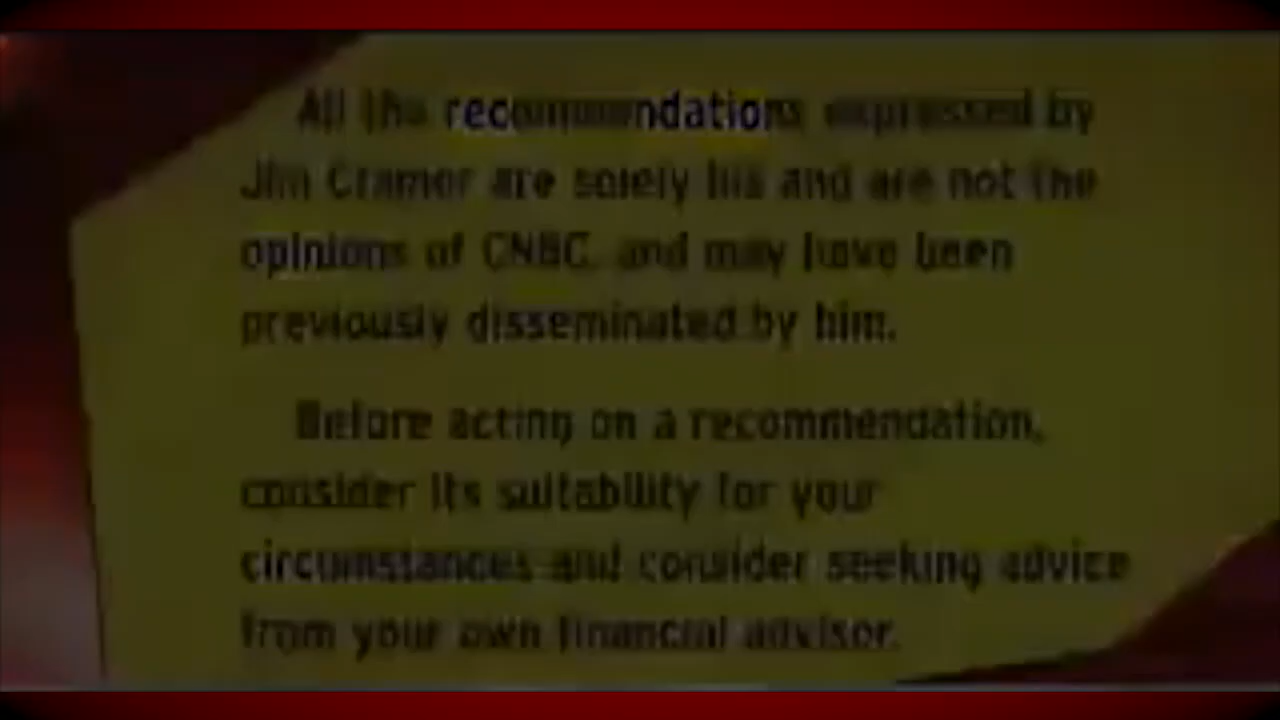 All the recommendations expressed by
Jim Cramer are solely his and are not the
opinions of CNBC, and may have been
previously disseminated by him.
Before acting on a recommendation,
consider its suitability for your
circumstances and consider seeking advice
from your own financial advisor.